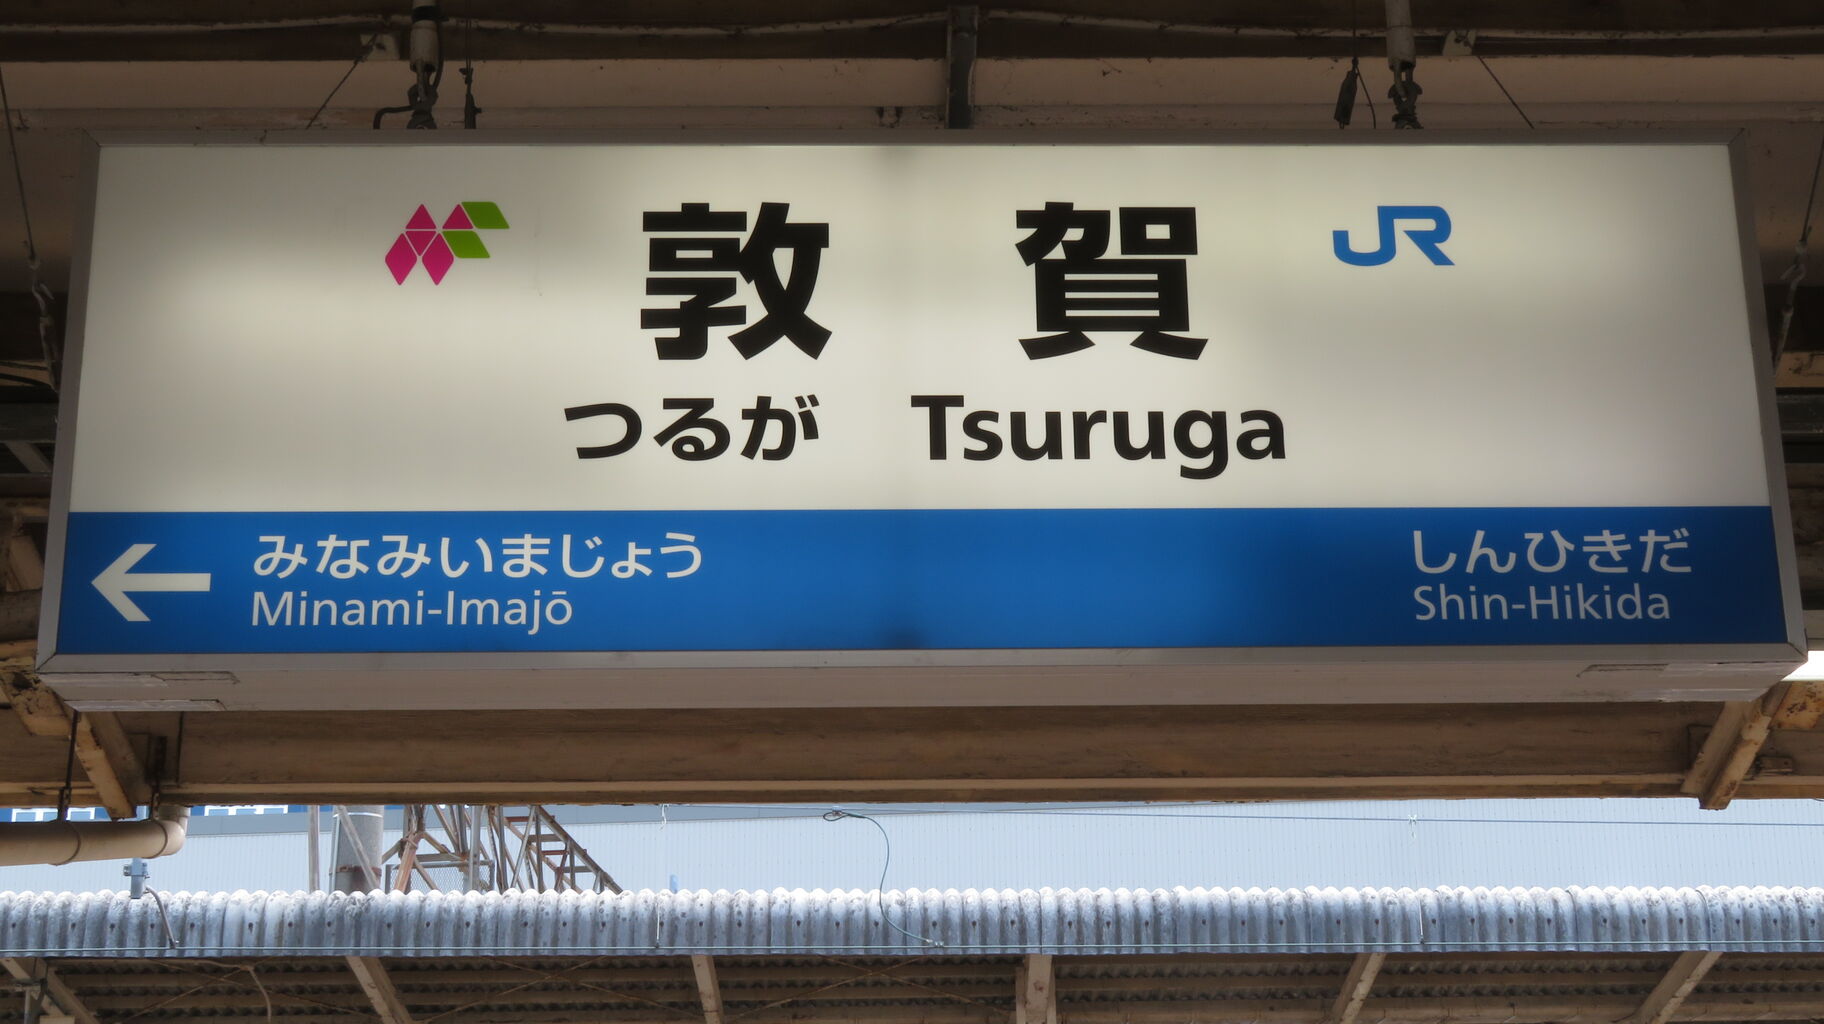 敦賀
JR
つるが Tsuruga
みなみいまじょう
Minami-Imajō
しんひきだ
Shin-Hikida